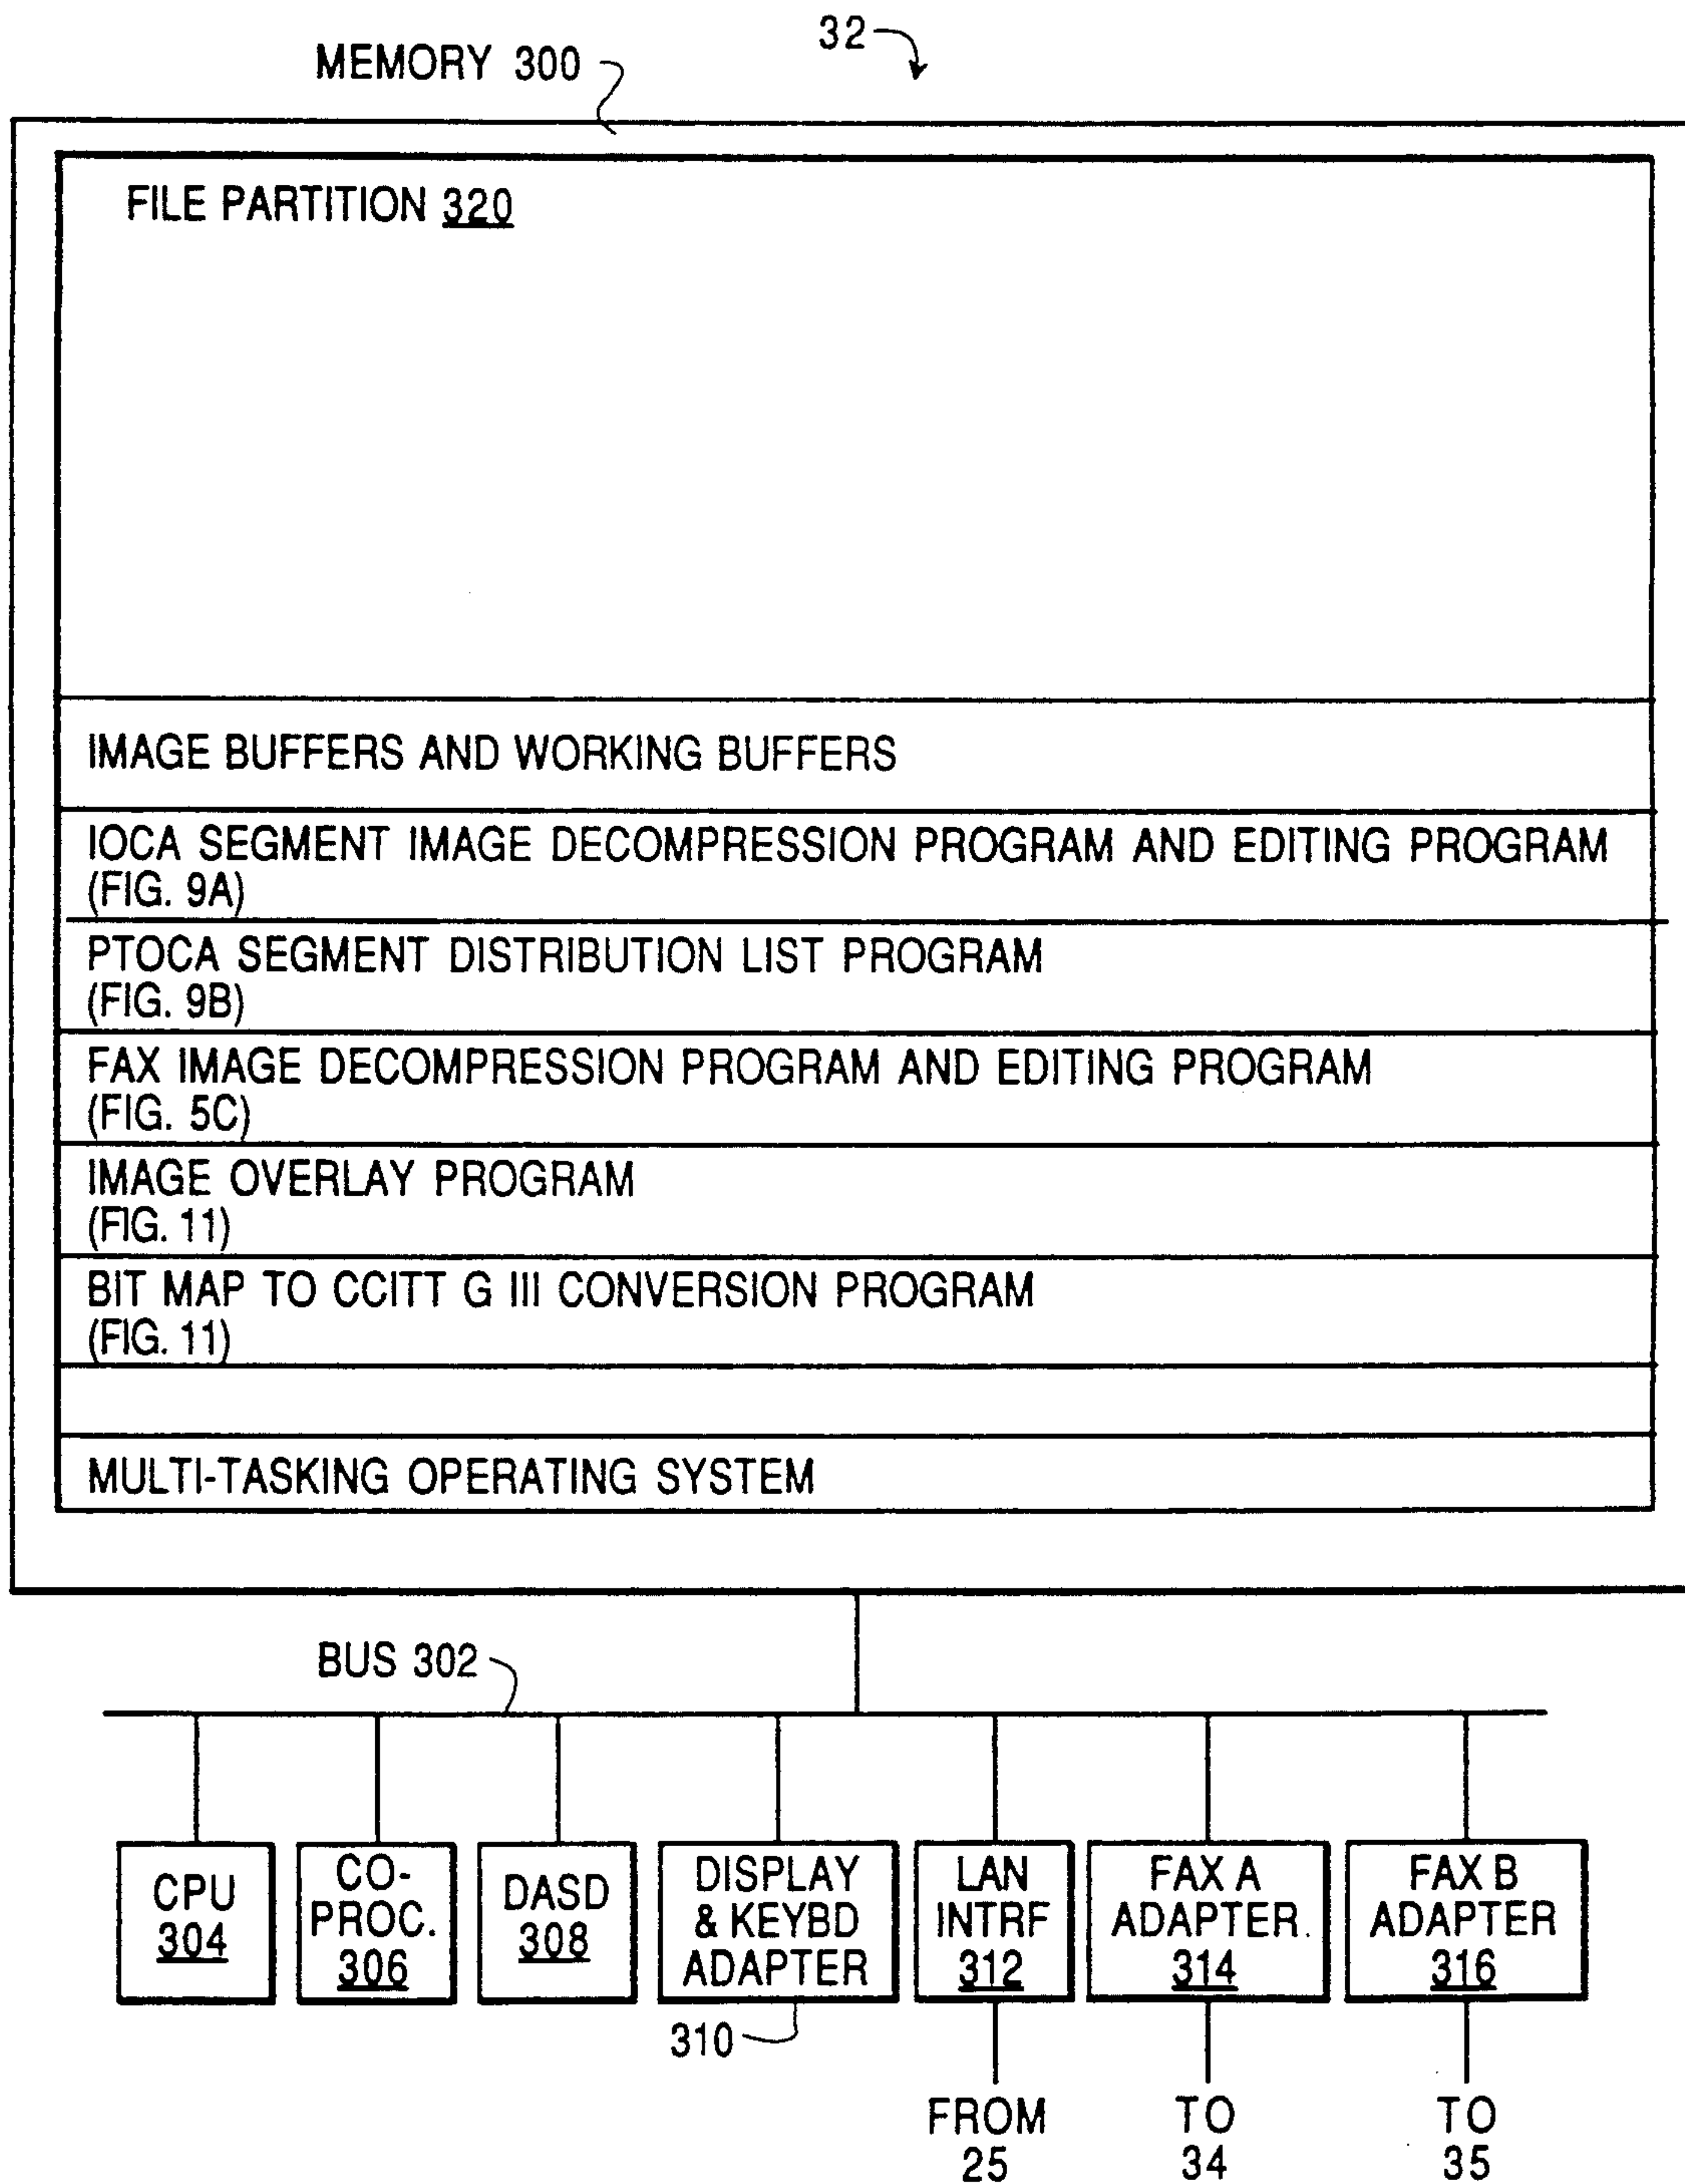 32
MEMORY 300
FILE PARTITION 320
IMAGE BUFFERS AND WORKING BUFFERS
IOCA SEGMENT IMAGE DECOMPRESSION PROGRAM AND EDITING PROGRAM
(FIG. 9A)
PTOCA SEGMENT DISTRIBUTION LIST PROGRAM
(FIG. 9B)
FAX IMAGE DECOMPRESSION PROGRAM AND EDITING PROGRAM
(FIG. 5C)
IMAGE OVERLAY PROGRAM
(FIG. 11)
BIT MAP TO CCITT G III CONVERSION PROGRAM
(FIG. 11)
MULTI-TASKING OPERATING SYSTEM
BUS 302
CPU
304
CO-
PROC.
306
DASD
308
DISPLAY
& KEYBD
ADAPTER
310
LAN
INTRF
312
FAX A
ADAPTER.
314
FAX B
ADAPTER
316
FROM
25
TO
34
TO
35